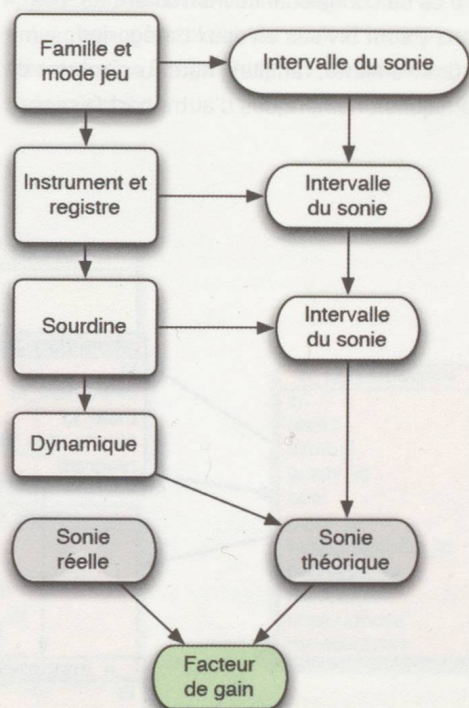 Famille et
mode jeu
Intervalle du sonie
Instrument et
registre
Intervalle
du sonie
Sourdine
Intervalle
du sonie
Dynamique
Sonie
réelle
Sonie
théorique
Facteur
de gain